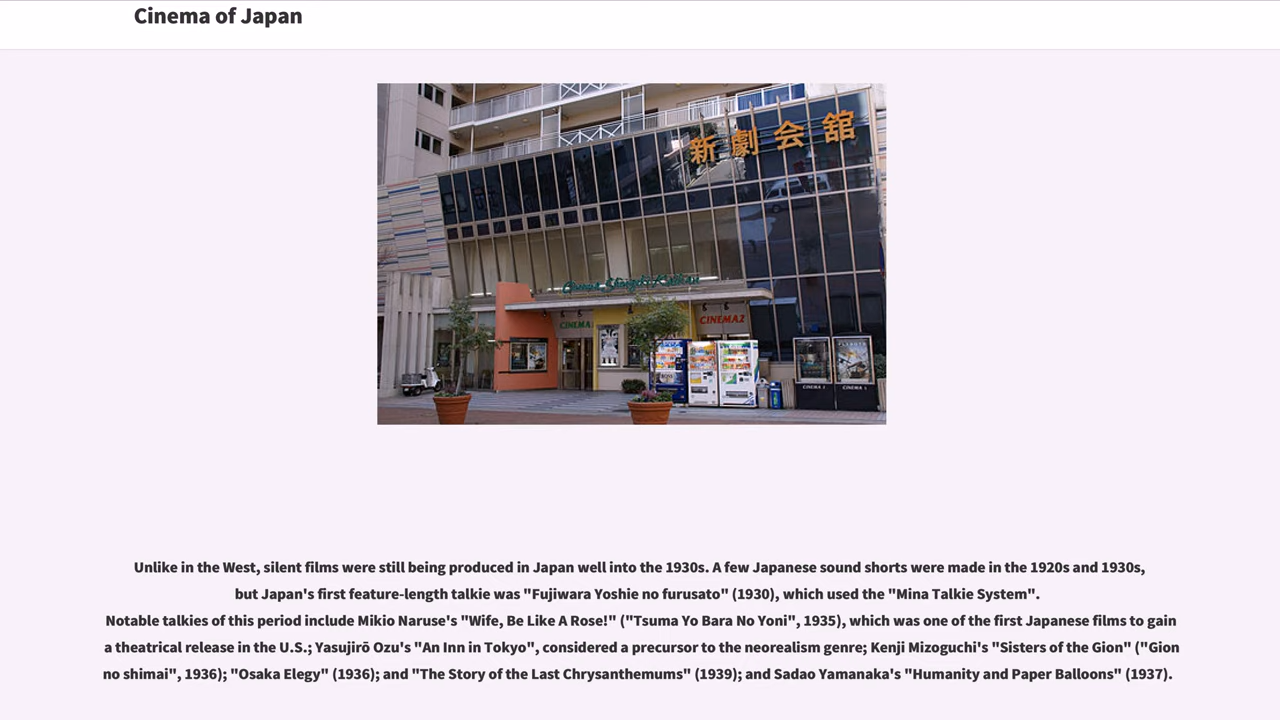 Cinema of Japan
新劇会館
CINEMA
CINEMA2
Unlike in the West, silent films were still being produced in Japan well into the 1930s. A few Japanese sound shorts were made in the 1920s and 1930s,
but Japan's first feature-length talkie was "Fujiwara Yoshie no furusato" (1930), which used the "Mina Talkie System".
Notable talkies of this period include Mikio Naruse's "Wife, Be Like A Rose!" ("Tsuma Yo Bara No Yoni", 1935), which was one of the first Japanese films to gain
a theatrical release in the U.S.; Yasujirō Ozu's "An Inn in Tokyo", considered a precursor to the neorealism genre; Kenji Mizoguchi's "Sisters of the Gion" ("Gion
no shimai", 1936); "Osaka Elegy" (1936); and "The Story of the Last Chrysanthemums" (1939); and Sadao Yamanaka's "Humanity and Paper Balloons" (1937).